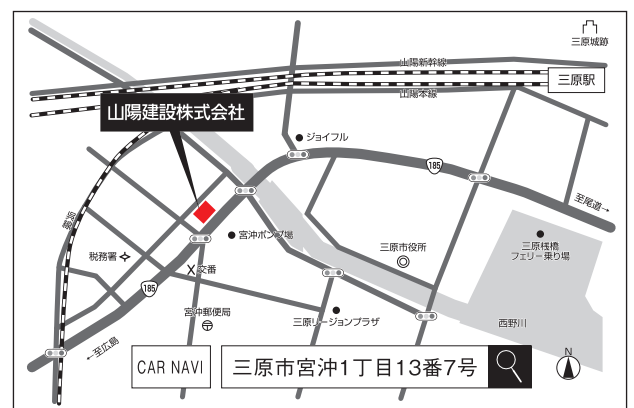 三原城跡
山陽新幹線
三原駅
山陽本線
山陽建設株式会社
ジョイフル
185
至尾道→
呉線
宮沖ポンプ場
三原市役所
三原桟橋
フェリー乗り場
税務署
交番
185
宮沖郵便局
三原リージョンプラザ
西野川
←至広島
N
CAR NAVI
三原市宮沖1丁目13番7号